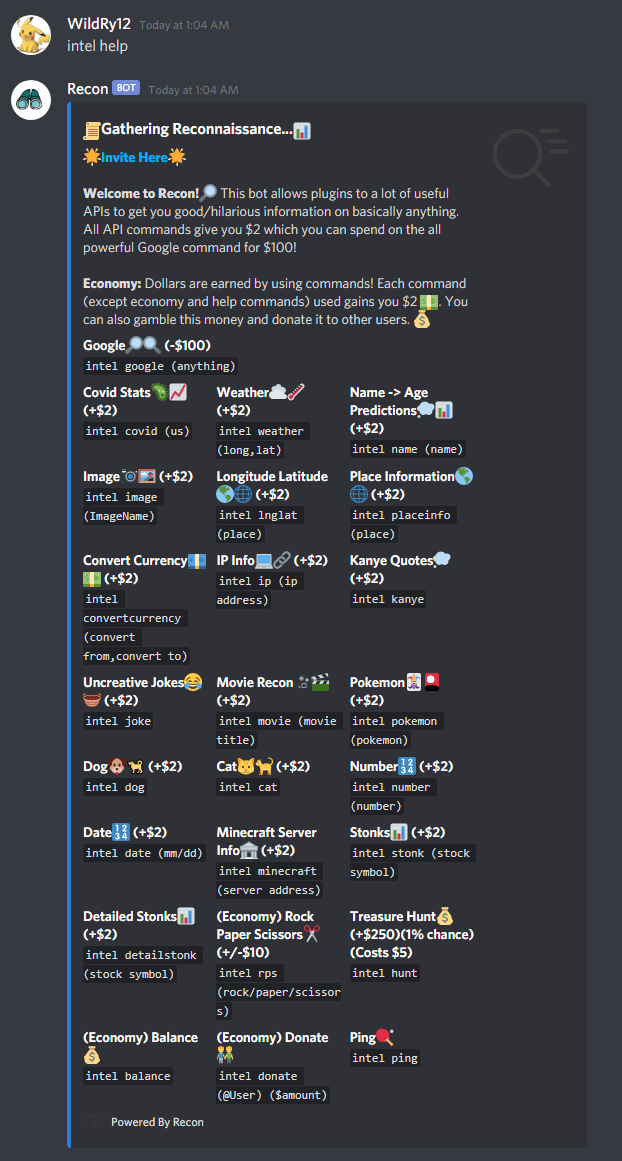 WildRy12 Today at 1:04 AM
intel help
Recon BOT Today at 1:04 AM
📜Gathering Reconnaissance...📊
🌟Invite Here🌟
Welcome to Recon!🔎 This bot allows plugins to a lot of useful
APIs to get you good/hilarious information on basically anything.
All API commands give you $2 which you can spend on the all
powerful Google command for $100!
Economy: Dollars are earned by using commands! Each command
(except economy and help commands) used gains you $2 💵. You
can also gamble this money and donate it to other users. 💰
Google🔎🔍 (-$100)
intel google (anything)
Covid Stats🦠📈
(+$2)
intel covid (us)
Weather☁️🌡️
(+$2)
intel weather
(long,lat)
Name -> Age
Predictions💭📊
(+$2)
intel name (name)
Image📷🖼️ (+$2)
intel image
(ImageName)
Longitude Latitude
🌎🌐 (+$2)
intel lnglat
(place)
Place Information🌎
🌐 (+$2)
intel placeinfo
(place)
Convert Currency💶
💵 (+$2)
intel
convertcurrency
(convert
from,convert to)
IP Info💻🔗 (+$2)
intel ip (ip
address)
Kanye Quotes💭
(+$2)
intel kanye
Uncreative Jokes😂
🧺 (+$2)
intel joke
Movie Recon 🎥🎬
(+$2)
intel movie (movie
title)
Pokemon🃏🎴
(+$2)
intel pokemon
(pokemon)
Dog🐶🐕 (+$2)
intel dog
Cat🐱🐈 (+$2)
intel cat
Number🔢 (+$2)
intel number
(number)
Date🔢 (+$2)
intel date (mm/dd)
Minecraft Server
Info🏛️ (+$2)
intel minecraft
(server address)
Stonks📊 (+$2)
intel stonk (stock
symbol)
Detailed Stonks📊
(+$2)
intel detailstonk
(stock symbol)
(Economy) Rock
Paper Scissors✂️
(+/-$10)
intel rps
(rock/paper/scissor
s)
Treasure Hunt💰
(+$250)(1% chance)
(Costs $5)
intel hunt
(Economy) Balance
💰
intel balance
(Economy) Donate
👬
intel donate
(@User) ($amount)
Ping🏓
intel ping
Powered By Recon